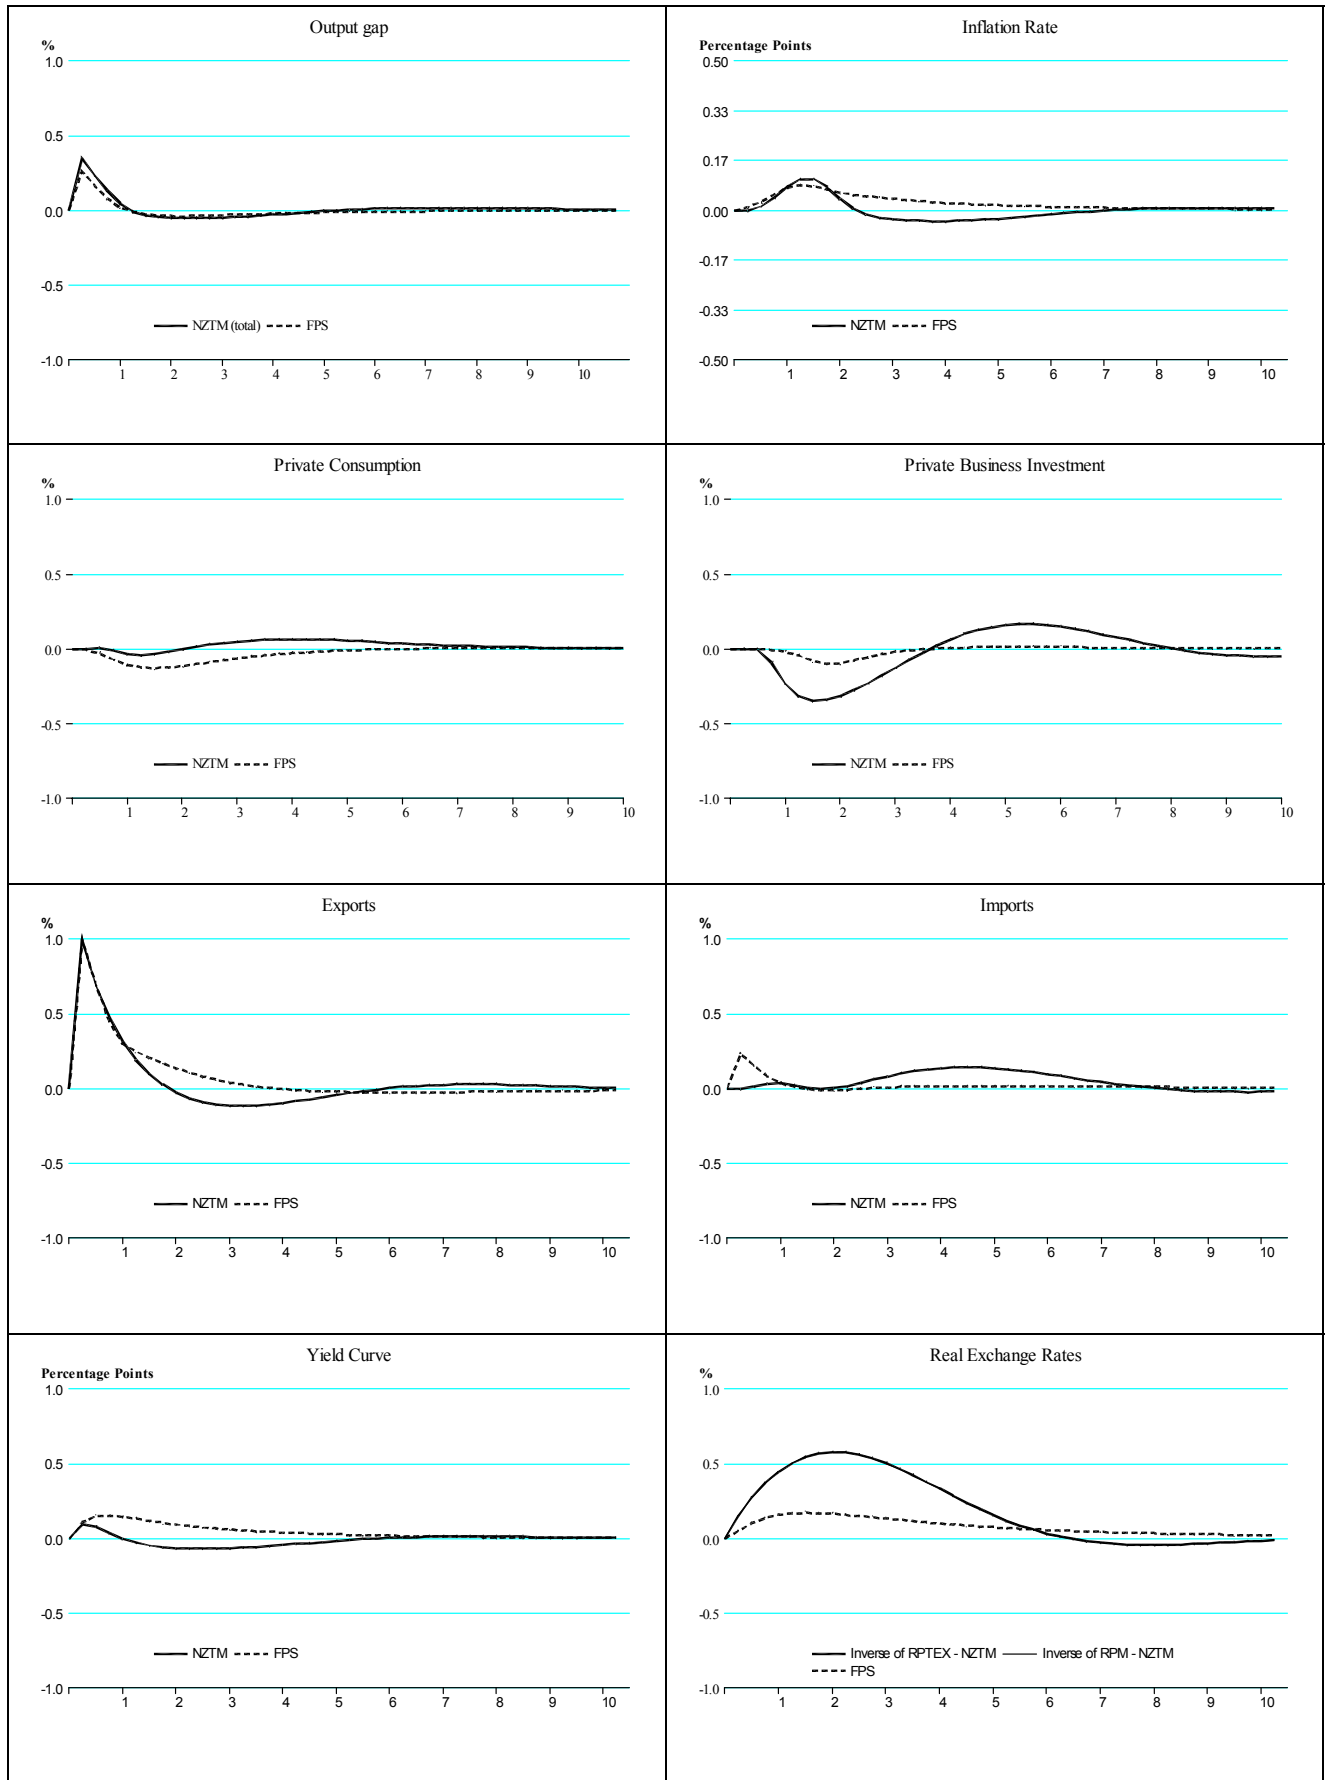 Output gap
%
1.0
0.5
0.0
-0.5
NZTM (total) FPS
-1.0
1 2 3 4 5 6 7 8 9 10
Inflation Rate
Percentage Points
0.50
0.33
0.17
0.00
-0.17
-0.33
NZTM FPS
-0.50
1 2 3 4 5 6 7 8 9 10
Private Consumption
%
1.0
0.5
0.0
-0.5
NZTM FPS
-1.0
1 2 3 4 5 6 7 8 9 10
Private Business Investment
%
1.0
0.5
0.0
-0.5
NZTM FPS
-1.0
1 2 3 4 5 6 7 8 9 10
Exports
%
1.0
0.5
0.0
-0.5
NZTM FPS
-1.0
1 2 3 4 5 6 7 8 9 10
Imports
%
1.0
0.5
0.0
-0.5
NZTM FPS
-1.0
1 2 3 4 5 6 7 8 9 10
Yield Curve
Percentage Points
1.0
0.5
0.0
-0.5
NZTM FPS
-1.0
1 2 3 4 5 6 7 8 9 10
Real Exchange Rates
%
1.0
0.5
0.0
-0.5
Inverse of RPTEX - NZTM Inverse of RPM - NZTM
FPS
-1.0
1 2 3 4 5 6 7 8 9 10